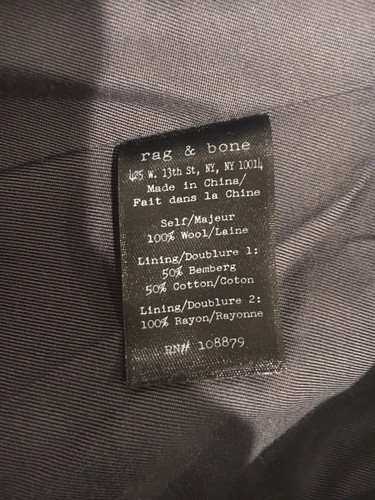 rag & bone
425 W. 13th St, NY, NY 10014
Made in China/
Fait dans la Chine
Self/Majeur
100% Wool/Laine
Lining/Doublure 1:
50% Bemberg
50% Cotton/Coton
Lining/Doublure 2:
100% Rayon/Rayonne
RN# 108879